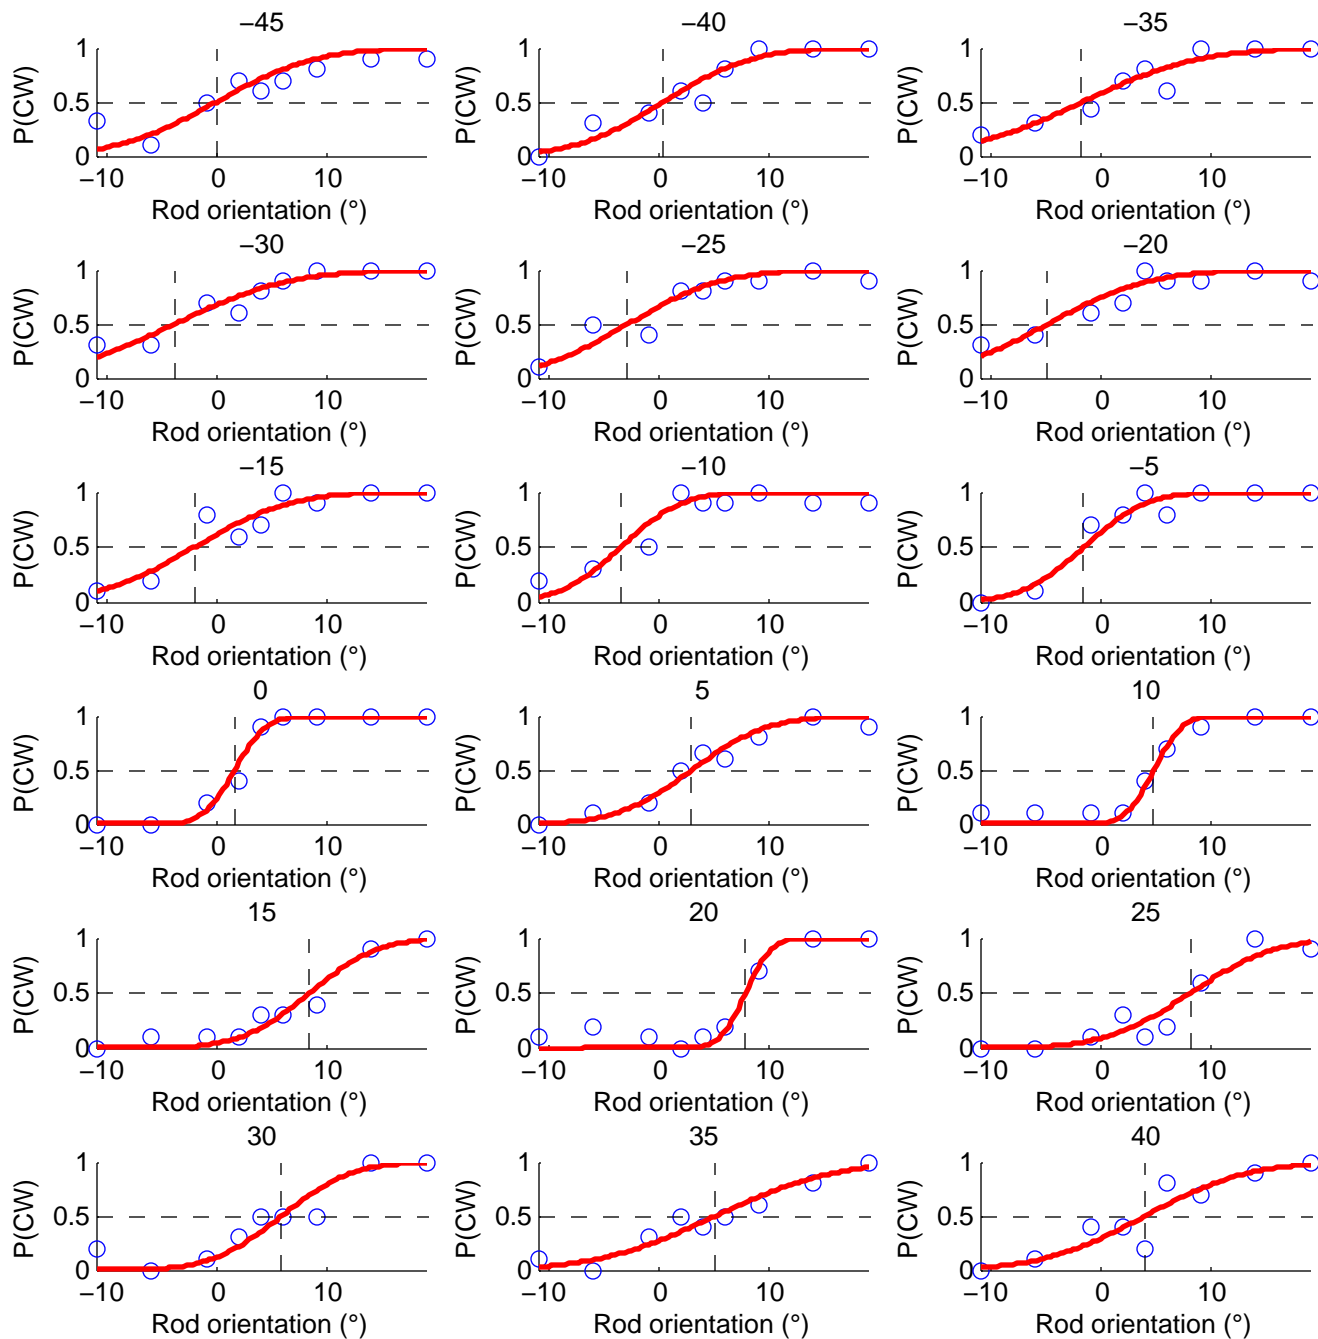 −45 −40 −35
1 1 1
P(CW) 0.5 P(CW) 0.5 P(CW) 0.5
0 0 0
−10 0 10 −10 0 10 −10 0 10
Rod orientation (°) Rod orientation (°) Rod orientation (°)
−30 −25 −20
1 1 1
P(CW) 0.5 P(CW) 0.5 P(CW) 0.5
0 0 0
−10 0 10 −10 0 10 −10 0 10
Rod orientation (°) Rod orientation (°) Rod orientation (°)
−15 −10 −5
1 1 1
P(CW) 0.5 P(CW) 0.5 P(CW) 0.5
0 0 0
−10 0 10 −10 0 10 −10 0 10
Rod orientation (°) Rod orientation (°) Rod orientation (°)
0 5 10
1 1 1
P(CW) 0.5 P(CW) 0.5 P(CW) 0.5
0 0 0
−10 0 10 −10 0 10 −10 0 10
Rod orientation (°) Rod orientation (°) Rod orientation (°)
15 20 25
1 1 1
P(CW) 0.5 P(CW) 0.5 P(CW) 0.5
0 0 0
−10 0 10 −10 0 10 −10 0 10
Rod orientation (°) Rod orientation (°) Rod orientation (°)
30 35 40
1 1 1
P(CW) 0.5 P(CW) 0.5 P(CW) 0.5
0 0 0
−10 0 10 −10 0 10 −10 0 10
Rod orientation (°) Rod orientation (°) Rod orientation (°)